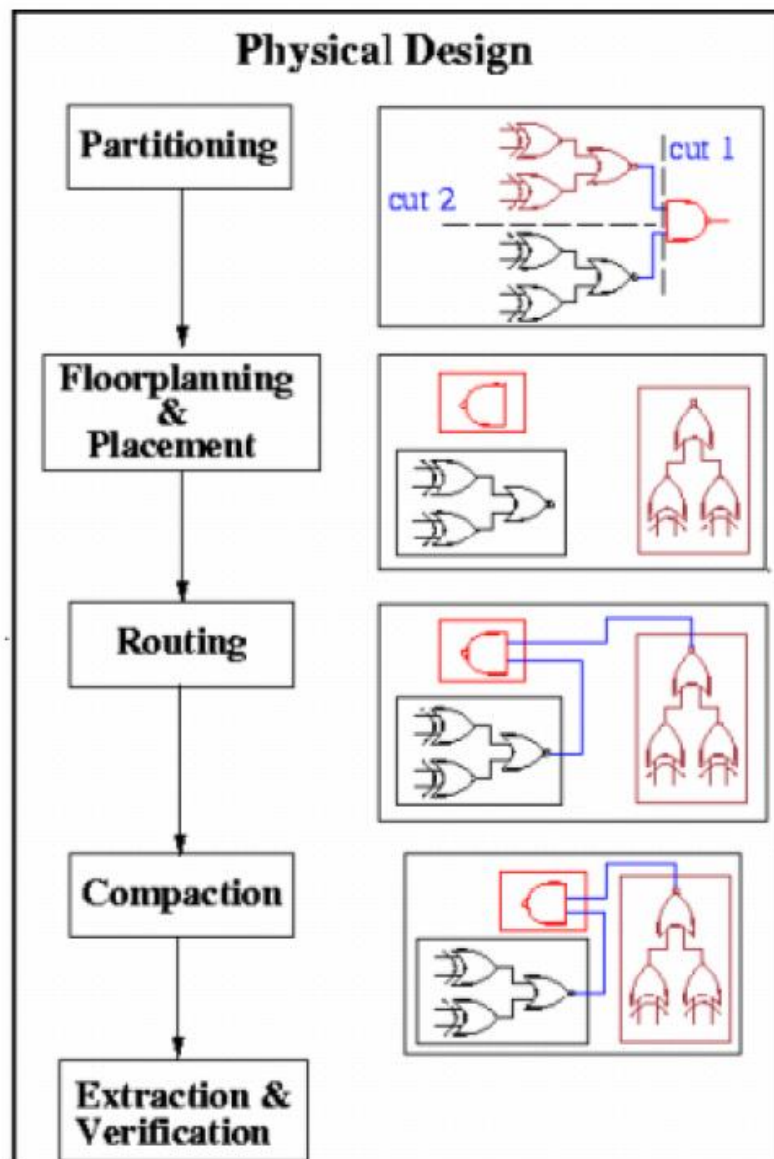 Physical Design
Partitioning
cut 1
cut 2
Floorplanning
&
Placement
Routing
Compaction
Extraction &
Verification